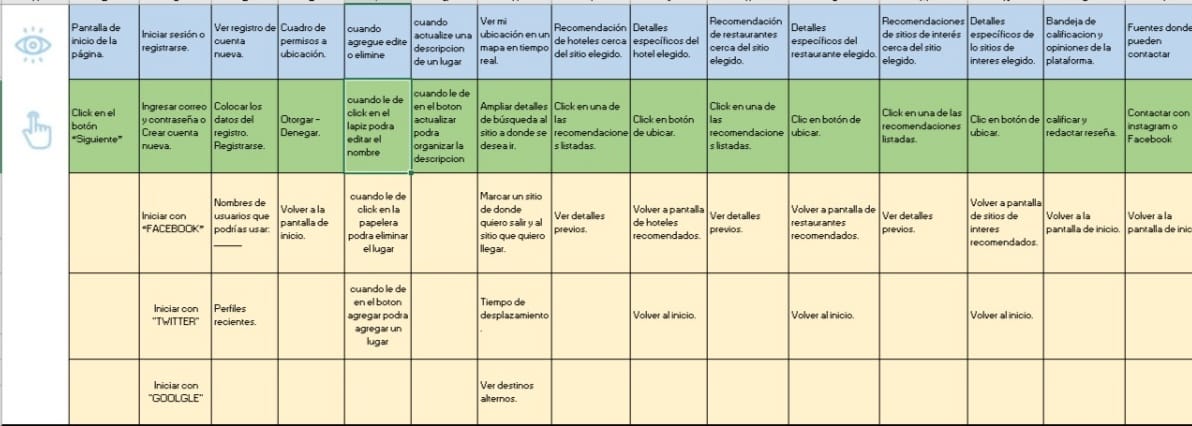 Pantalla de
inicio de la
página.
Iniciar sesión o
registrarse.
Ver registro de
cuenta
nueva.
Cuadro de
permisos a
ubicación.
cuando
agregue edite
o elimine
cuando
actualize una
descripcion
de un lugar
Ver mi
ubicación en un
mapa en tiempo
real.
Recomendación
de hoteles cerca
del sitio elegido.
Detalles
específicos del
hotel elegido.
Recomendación
de restaurantes
cerca del sitio
elegido.
Detalles
específicos del
restaurante elegido.
Recomendaciones
de sitios de interés
cerca del sitio
elegido.
Detalles
específicos de
lo sitios de
interes elegido.
Bandeja de
calificacion y
opiniones de la
plataforma.
Fuentes donde
pueden
contactar
Click en el
botón
"Siguiente"
Ingresar correo
y contraseña o
Crear cuenta
nueva.
Colocar los
datos del
registro.
Registrarse.
Otorgar -
Denegar.
cuando le de
click en el
lapiz podra
editar el
nombre
cuando le de
en el boton
actualizar
podra
organizar la
descripcion
Ampliar detalles
de búsqueda al
sitio a donde se
desea ir.
Click en una de
las
recomendacione
s listadas.
Click en botón
de ubicar.
Click en una de
las
recomendacione
s listadas.
Clic en botón de
ubicar.
Click en una de las
recomendaciones
listadas.
Clic en botón de
ubicar.
calificar y
redactar reseña.
Contactar con
instagram o
Facebook
Iniciar con
"FACEBOOK"
Nombres de
usuarios que
podrías usar:
_____
Volver a la
pantalla de
inicio.
cuando le de
click en la
papelera
podra eliminar
el lugar
Marcar un sitio
de donde
quiero salir y al
sitio que quiero
llegar.
Ver detalles
previos.
Volver a pantalla
de hoteles
recomendados.
Ver detalles
previos.
Volver a pantalla de
restaurantes
recomendados.
Ver detalles
previos.
Volver a pantalla
de sitios de
interes
recomendados.
Volver a la
pantalla de inicio.
Volver a la
pantalla de inic
Iniciar con
"TWITTER"
Perfiles
recientes.
cuando le de
en el boton
agregar podra
agregar un
lugar
Tiempo de
desplazamiento
.
Volver al inicio.
Volver al inicio.
Volver al inicio.
Iniciar con
"GOOLGLE"
Ver destinos
alternos.